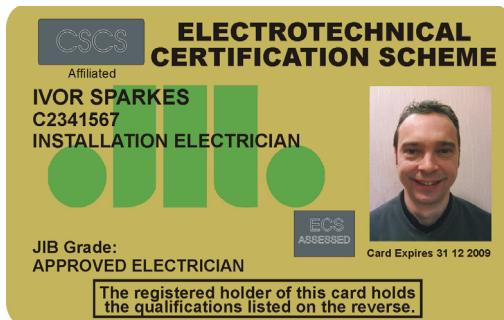 CSCS
Affiliated
ELECTROTECHNICAL
CERTIFICATION SCHEME
IVOR SPARKES
C2341567
INSTALLATION ELECTRICIAN
JIb
ECS
ASSESSED
Card Expires 31 12 2009
JIB Grade:
APPROVED ELECTRICIAN
The registered holder of this card holds
the qualifications listed on the reverse.